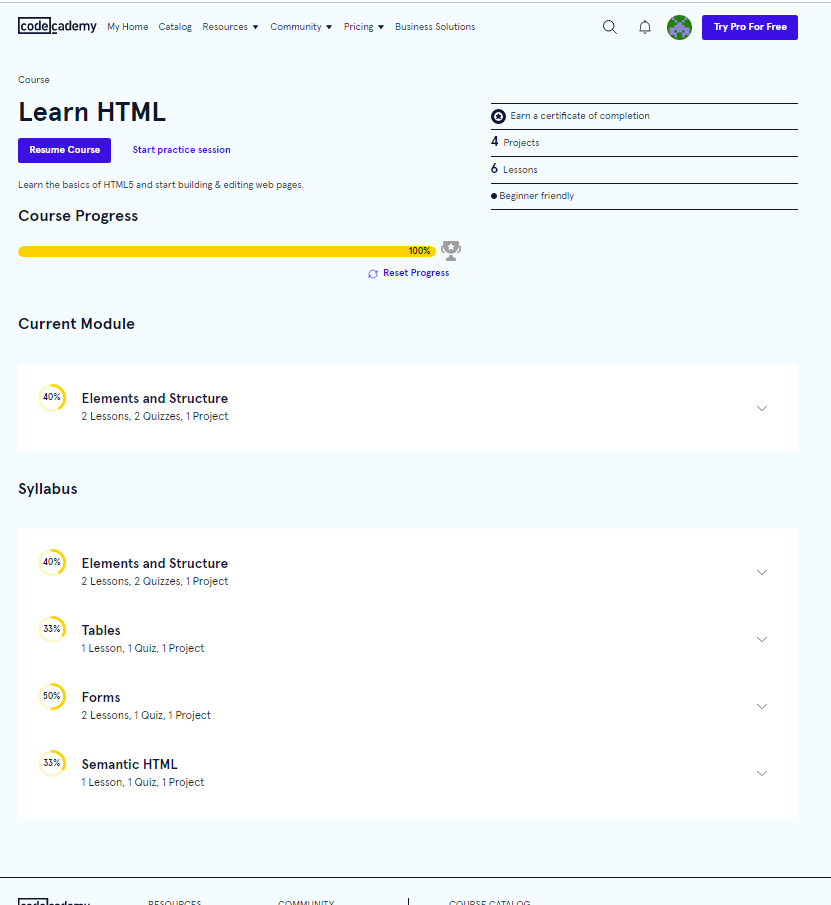 codecademy My Home Catalog Resources Community Pricing Business Solutions Try Pro For Free
Course
Learn HTML
Resume Course Start practice session
Learn the basics of HTML5 and start building & editing web pages.
Earn a certificate of completion
4 Projects
6 Lessons
Beginner friendly
Course Progress
100%
Reset Progress
Current Module
40% Elements and Structure
2 Lessons, 2 Quizzes, 1 Project
Syllabus
40% Elements and Structure
2 Lessons, 2 Quizzes, 1 Project
33% Tables
1 Lesson, 1 Quiz, 1 Project
50% Forms
2 Lessons, 1 Quiz, 1 Project
33% Semantic HTML
1 Lesson, 1 Quiz, 1 Project
codecademy RESOURCES COMMUNITY COURSE CATALOG